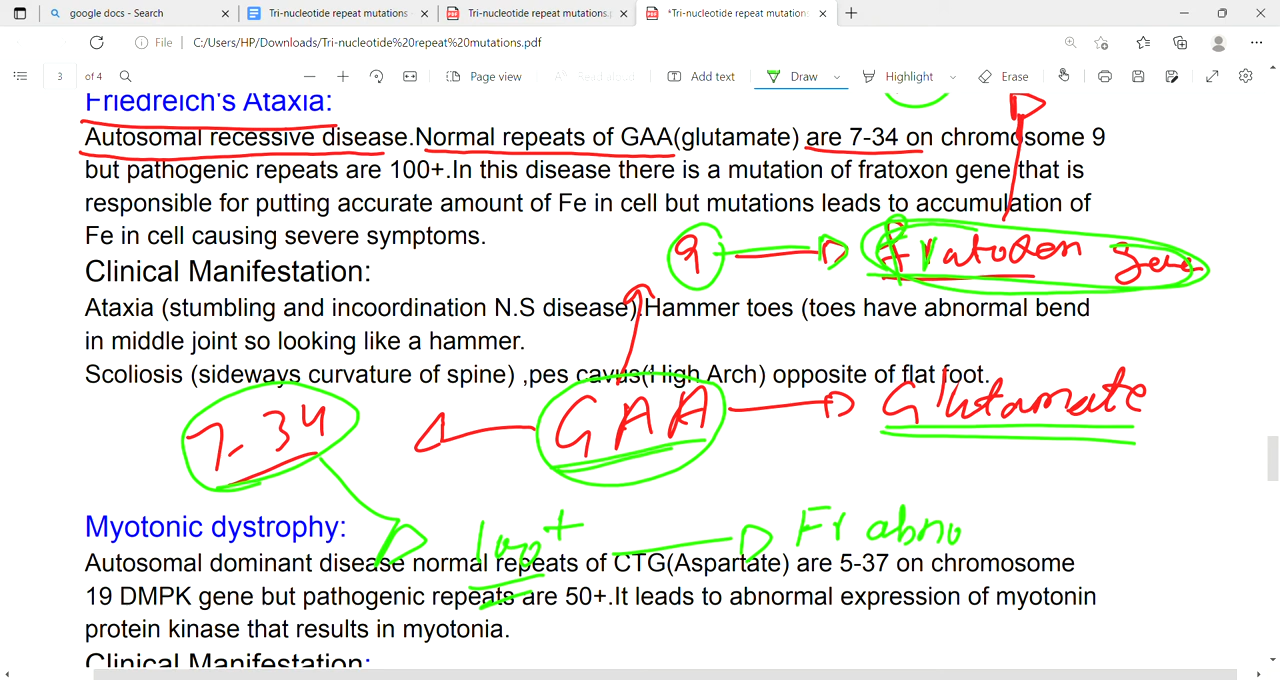 google docs - Search
Tri-nucleotide repeat mutations
Tri-nucleotide repeat mutations.
*Tri-nucleotide repeat mutations
File
C:/Users/HP/Downloads/Tri-nucleotide%20repeat%20mutations.pdf
3 of 4
Page view
Read aloud
Add text
Draw
Highlight
Erase
Friedreich's Ataxia:
Autosomal recessive disease.Normal repeats of GAA(glutamate) are 7-34 on chromosome 9
but pathogenic repeats are 100+.In this disease there is a mutation of fratoxon gene that is
responsible for putting accurate amount of Fe in cell but mutations leads to accumulation of
Fe in cell causing severe symptoms.
9 fratoxon gene
Clinical Manifestation:
Ataxia (stumbling and incoordination N.S disease).Hammer toes (toes have abnormal bend
in middle joint so looking like a hammer.
Scoliosis (sideways curvature of spine) ,pes cavus(High Arch) opposite of flat foot.
7-34 GAA Glutamate
100+ Fr abno
Myotonic dystrophy:
Autosomal dominant disease normal repeats of CTG(Aspartate) are 5-37 on chromosome
19 DMPK gene but pathogenic repeats are 50+.It leads to abnormal expression of myotonin
protein kinase that results in myotonia.
Clinical Manifestation: